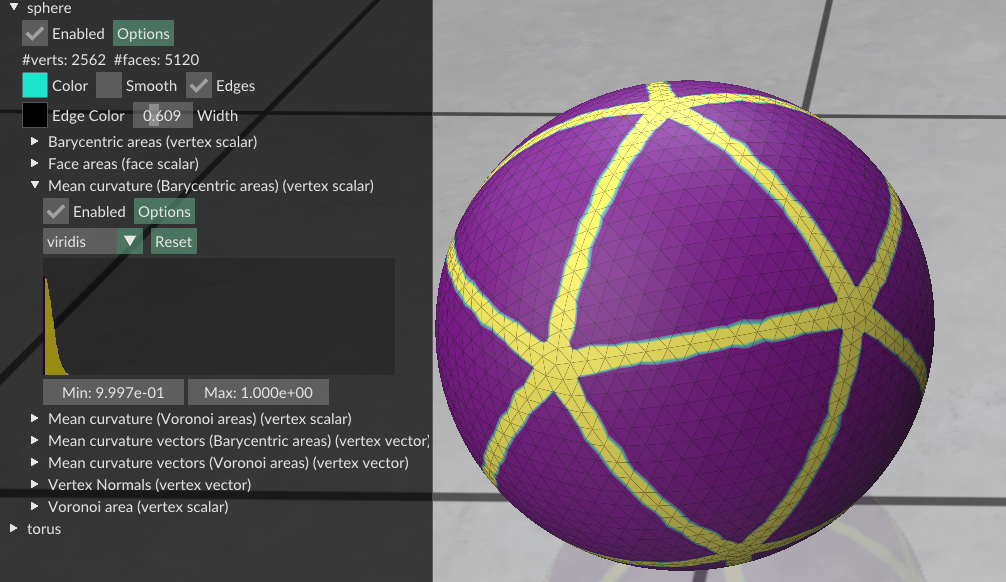 sphere
Enabled Options
#verts: 2562 #faces: 5120
Color Smooth Edges
Edge Color 0.609 Width
Barycentric areas (vertex scalar)
Face areas (face scalar)
Mean curvature (Barycentric areas) (vertex scalar)
Enabled Options
viridis Reset
Min: 9.997e-01 Max: 1.000e+00
Mean curvature (Voronoi areas) (vertex scalar)
Mean curvature vectors (Barycentric areas) (vertex vector)
Mean curvature vectors (Voronoi areas) (vertex vector)
Vertex Normals (vertex vector)
Voronoi area (vertex scalar)
torus